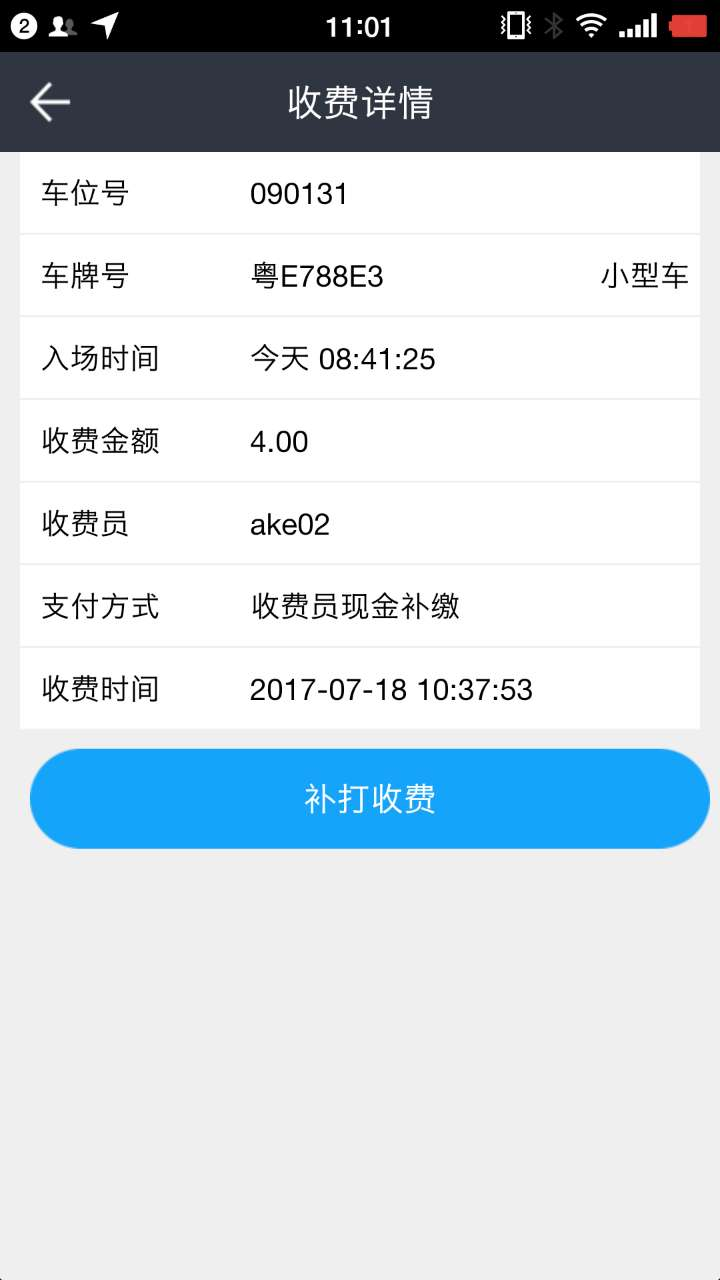 2 11:01
收费详情
车位号 090131
车牌号 粤E788E3 小型车
入场时间 今天 08:41:25
收费金额 4.00
收费员 ake02
支付方式 收费员现金补缴
收费时间 2017-07-18 10:37:53
补打收费